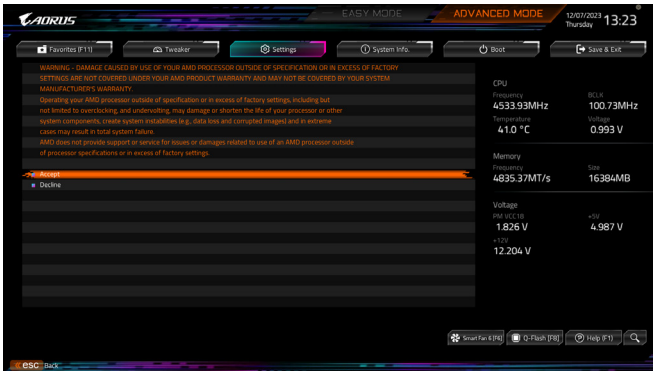 AORUS
EASY MODE
ADVANCED MODE
12/07/2023
Thursday
13:23
Favorites (F11)
Tweaker
Settings
System Info.
Boot
Save & Exit
WARNING - DAMAGE CAUSED BY USE OF YOUR AMD PROCESSOR OUTSIDE OF SPECIFICATION OR IN EXCESS OF FACTORY
SETTINGS ARE NOT COVERED UNDER YOUR AMD PRODUCT WARRANTY AND MAY NOT BE COVERED BY YOUR SYSTEM
MANUFACTURER'S WARRANTY.
Operating your AMD processor outside of specification or in excess of factory settings, including but
not limited to overclocking, and undervolting, may damage or shorten the life of your processor or other
system components, create system instabilities (e.g., data loss and corrupted images) and in extreme
cases may result in total system failure.
AMD does not provide support or service for issues or damages related to use of an AMD processor outside
of processor specifications or in excess of factory settings.
Accept
Decline
CPU
Frequency BCLK
4533.93MHz 100.73MHz
Temperature Voltage
41.0 °C 0.993 V
Memory
Frequency Size
4835.37MT/s 16384MB
Voltage
PM VCC18 +5V
1.826 V 4.987 V
+12V
12.204 V
Smart Fan 6 [F6]
Q-Flash [F8]
Help (F1)
esc Back